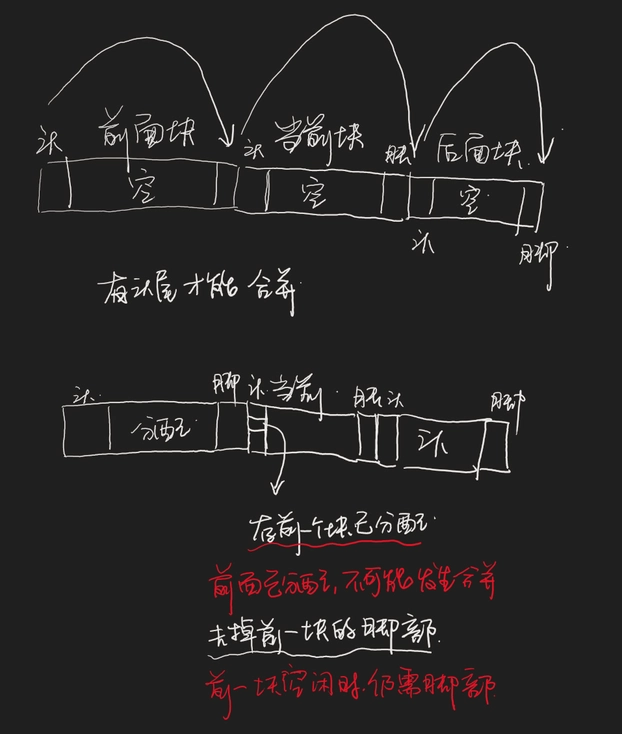 头 前面块 头 当前块 脚 后面块
空 空 空
头 脚
有头尾才能合并
头 脚 头 当前 脚 头 脚
分配 头
存前一个块已分配
前面已分配,不可能发生合并
去掉前一块的脚部
前一块空闲时.仍需脚部